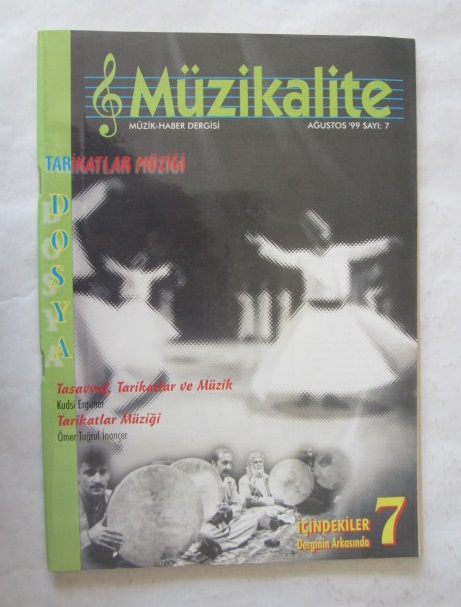 Müzikalite
MÜZİK-HABER DERGİSİ AĞUSTOS '99 SAYI: 7
TARİKATLAR MÜZİĞİ
DOSYA
Tasavvuf, Tarikatlar ve Müzik
Kudsi Erguner
Tarikatlar Müziği
Ömer Tuğrul İnançer
İÇİNDEKİLER 7
Derginin Arkasında